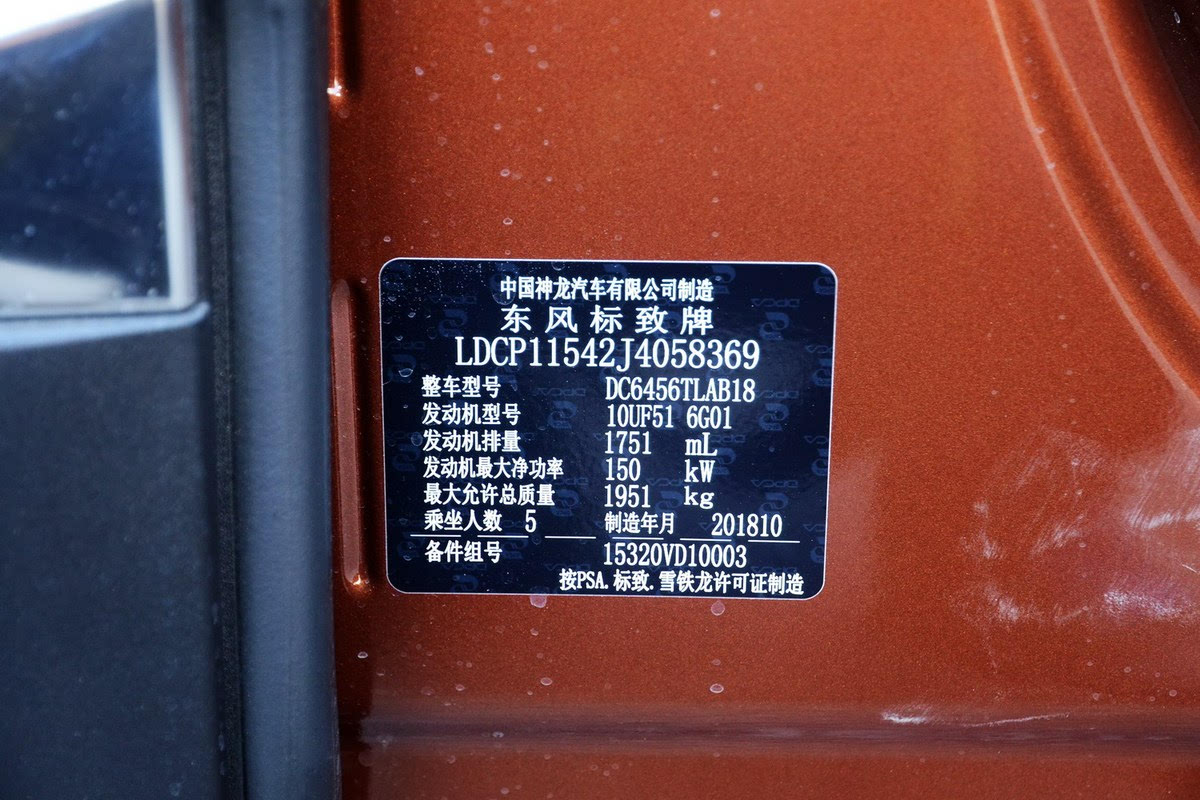 中国神龙汽车有限公司制造
东风标致牌
LDCP11542J4058369
整车型号 DC6456TLAB18
发动机型号 10UF51 6G01
发动机排量 1751 mL
发动机最大净功率 150 kW
最大允许总质量 1951 kg
乘坐人数 5 制造年月 201810
备件组号 15320VD10003
按PSA.标致.雪铁龙许可证制造